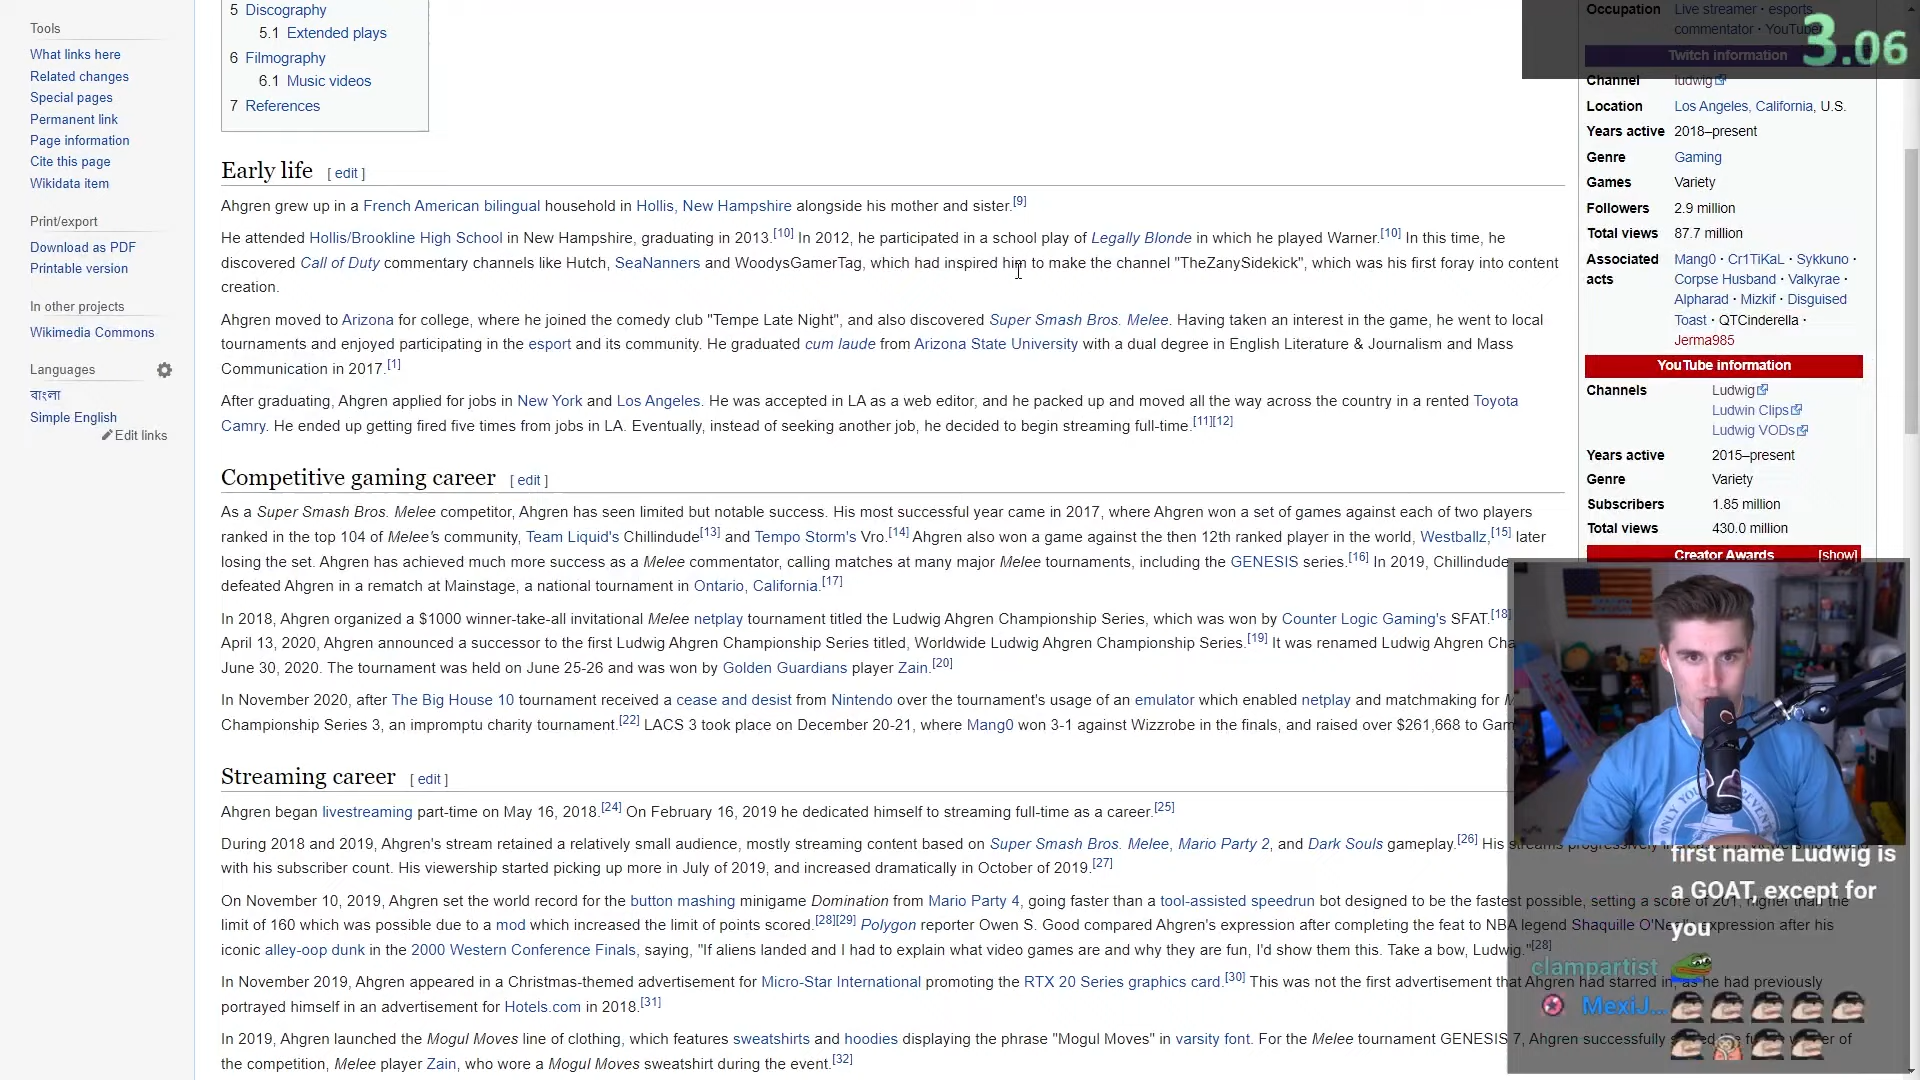 Tools
What links here
Related changes
Special pages
Permanent link
Page information
Cite this page
Wikidata item
Print/export
Download as PDF
Printable version
In other projects
Wikimedia Commons
Languages
বাংলা
Simple English
Edit links
5 Discography
5.1 Extended plays
6 Filmography
6.1 Music videos
7 References
Early life [ edit ]
Ahgren grew up in a French American bilingual household in Hollis, New Hampshire alongside his mother and sister.[9]
He attended Hollis/Brookline High School in New Hampshire, graduating in 2013.[10] In 2012, he participated in a school play of Legally Blonde in which he played Warner.[10] In this time, he
discovered Call of Duty commentary channels like Hutch, SeaNanners and WoodysGamerTag, which had inspired him to make the channel "TheZanySidekick", which was his first foray into content
creation.
Ahgren moved to Arizona for college, where he joined the comedy club "Tempe Late Night", and also discovered Super Smash Bros. Melee. Having taken an interest in the game, he went to local
tournaments and enjoyed participating in the esport and its community. He graduated cum laude from Arizona State University with a dual degree in English Literature & Journalism and Mass
Communication in 2017.[1]
After graduating, Ahgren applied for jobs in New York and Los Angeles. He was accepted in LA as a web editor, and he packed up and moved all the way across the country in a rented Toyota
Camry. He ended up getting fired five times from jobs in LA. Eventually, instead of seeking another job, he decided to begin streaming full-time.[11][12]
Competitive gaming career [ edit ]
As a Super Smash Bros. Melee competitor, Ahgren has seen limited but notable success. His most successful year came in 2017, where Ahgren won a set of games against each of two players
ranked in the top 104 of Melee's community, Team Liquid's Chillindude[13] and Tempo Storm's Vro.[14] Ahgren also won a game against the then 12th ranked player in the world, Westballz,[15] later
losing the set. Ahgren has achieved much more success as a Melee commentator, calling matches at many major Melee tournaments, including the GENESIS series.[16] In 2019, Chillindude
defeated Ahgren in a rematch at Mainstage, a national tournament in Ontario, California.[17]
In 2018, Ahgren organized a $1000 winner-take-all invitational Melee netplay tournament titled the Ludwig Ahgren Championship Series, which was won by Counter Logic Gaming's SFAT.[18]
April 13, 2020, Ahgren announced a successor to the first Ludwig Ahgren Championship Series titled, Worldwide Ludwig Ahgren Championship Series.[19] It was renamed Ludwig Ahgren Cha
June 30, 2020. The tournament was held on June 25-26 and was won by Golden Guardians player Zain.[20]
In November 2020, after The Big House 10 tournament received a cease and desist from Nintendo over the tournament's usage of an emulator which enabled netplay and matchmaking for M
Championship Series 3, an impromptu charity tournament.[22] LACS 3 took place on December 20-21, where Mang0 won 3-1 against Wizzrobe in the finals, and raised over $261,668 to Gam
Streaming career [ edit ]
Ahgren began livestreaming part-time on May 16, 2018.[24] On February 16, 2019 he dedicated himself to streaming full-time as a career.[25]
During 2018 and 2019, Ahgren's stream retained a relatively small audience, mostly streaming content based on Super Smash Bros. Melee, Mario Party 2, and Dark Souls gameplay.[26] His streams progressively
with his subscriber count. His viewership started picking up more in July of 2019, and increased dramatically in October of 2019.[27]
On November 10, 2019, Ahgren set the world record for the button mashing minigame Domination from Mario Party 4, going faster than a tool-assisted speedrun bot designed to be the fastest possible, setting a score of 201, higher than the
limit of 160 which was possible due to a mod which increased the limit of points scored.[28][29] Polygon reporter Owen S. Good compared Ahgren's expression after completing the feat to NBA legend Shaquille O'Neal's expression after his
iconic alley-oop dunk in the 2000 Western Conference Finals, saying, "If aliens landed and I had to explain what video games are and why they are fun, I'd show them this. Take a bow, Ludwig."[28]
In November 2019, Ahgren appeared in a Christmas-themed advertisement for Micro-Star International promoting the RTX 20 Series graphics card.[30] This was not the first advertisement that Ahgren had starred in, as he had previously
portrayed himself in an advertisement for Hotels.com in 2018.[31]
In 2019, Ahgren launched the Mogul Moves line of clothing, which features sweatshirts and hoodies displaying the phrase "Mogul Moves" in varsity font. For the Melee tournament GENESIS 7, Ahgren successfully
the competition, Melee player Zain, who wore a Mogul Moves sweatshirt during the event.[32]
3.06
Occupation Live streamer · esports
commentator · YouTube
Twitch information
Channel ludwig
Location Los Angeles, California, U.S.
Years active 2018–present
Genre Gaming
Games Variety
Followers 2.9 million
Total views 87.7 million
Associated acts Mang0 · Cr1TiKaL · Sykkuno ·
Corpse Husband · Valkyrae ·
Alpharad · Mizkif · Disguised
Toast · QTCinderella ·
Jerma985
YouTube information
Channels Ludwig
Ludwin Clips
Ludwig VODs
Years active 2015–present
Genre Variety
Subscribers 1.85 million
Total views 430.0 million
Creator Awards [show]
first name Ludwig is
a GOAT, except for
you
clampartist
MexiJ...